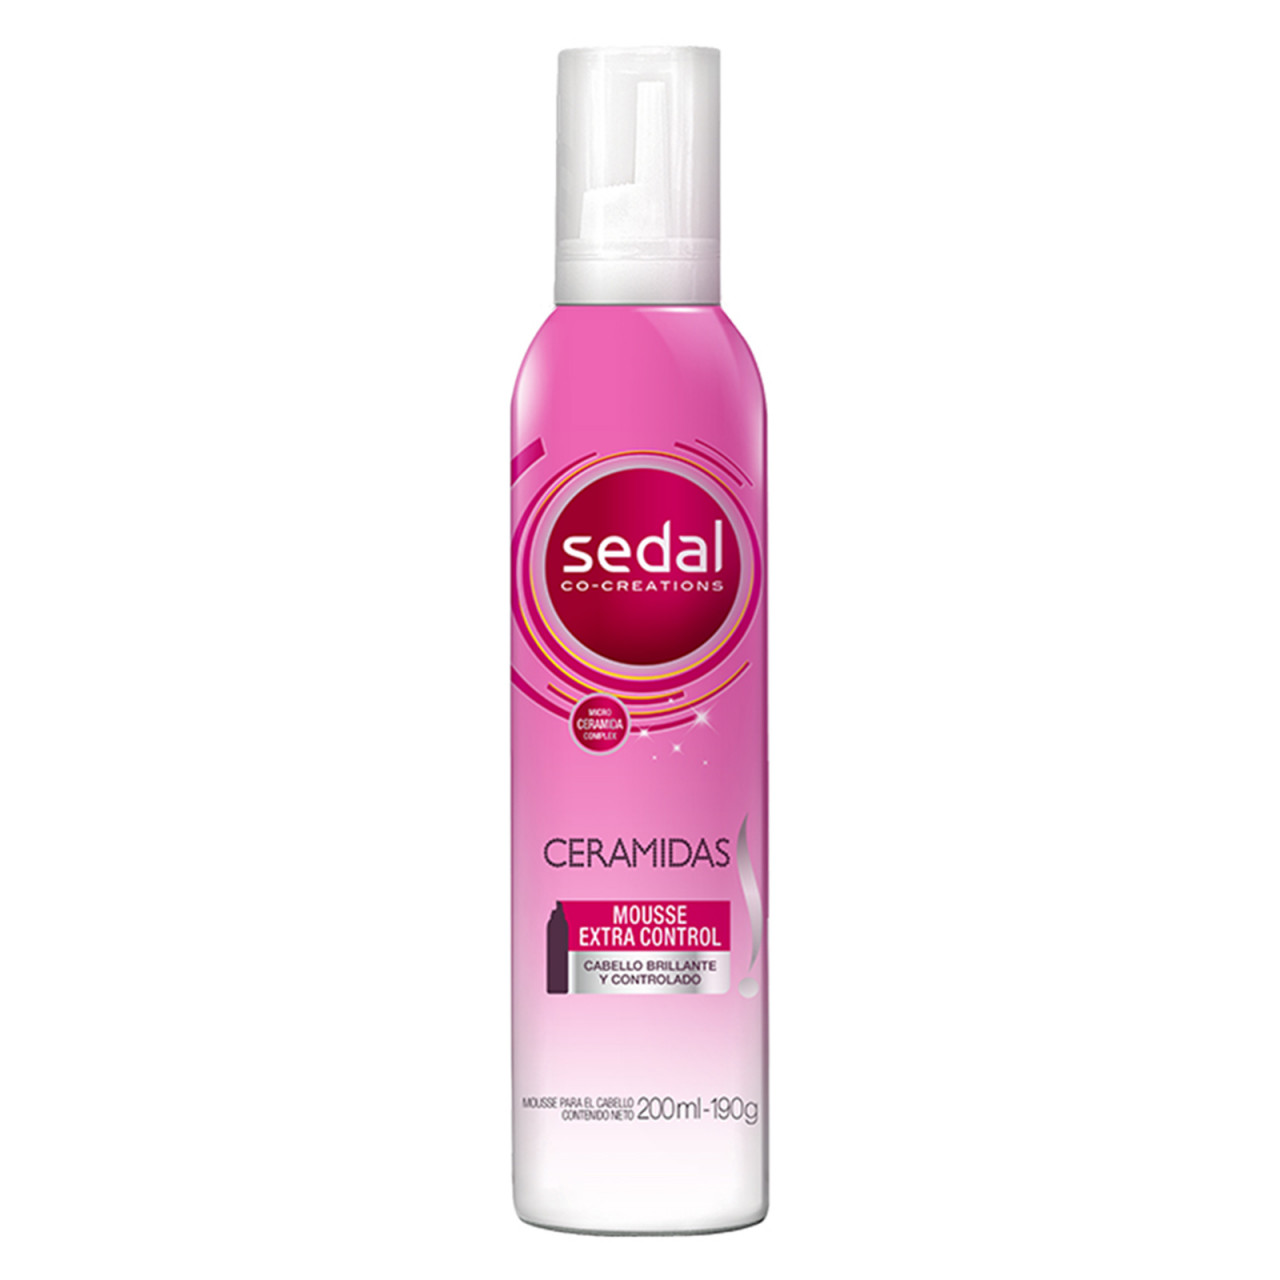 sedal
CO-CREATIONS
MICRO
CERAMIDA
COMPLEX
CERAMIDAS
MOUSSE
EXTRA CONTROL
CABELLO BRILLANTE
Y CONTROLADO
MOUSSE PARA EL CABELLO
CONTENIDO NETO 200ml-190g